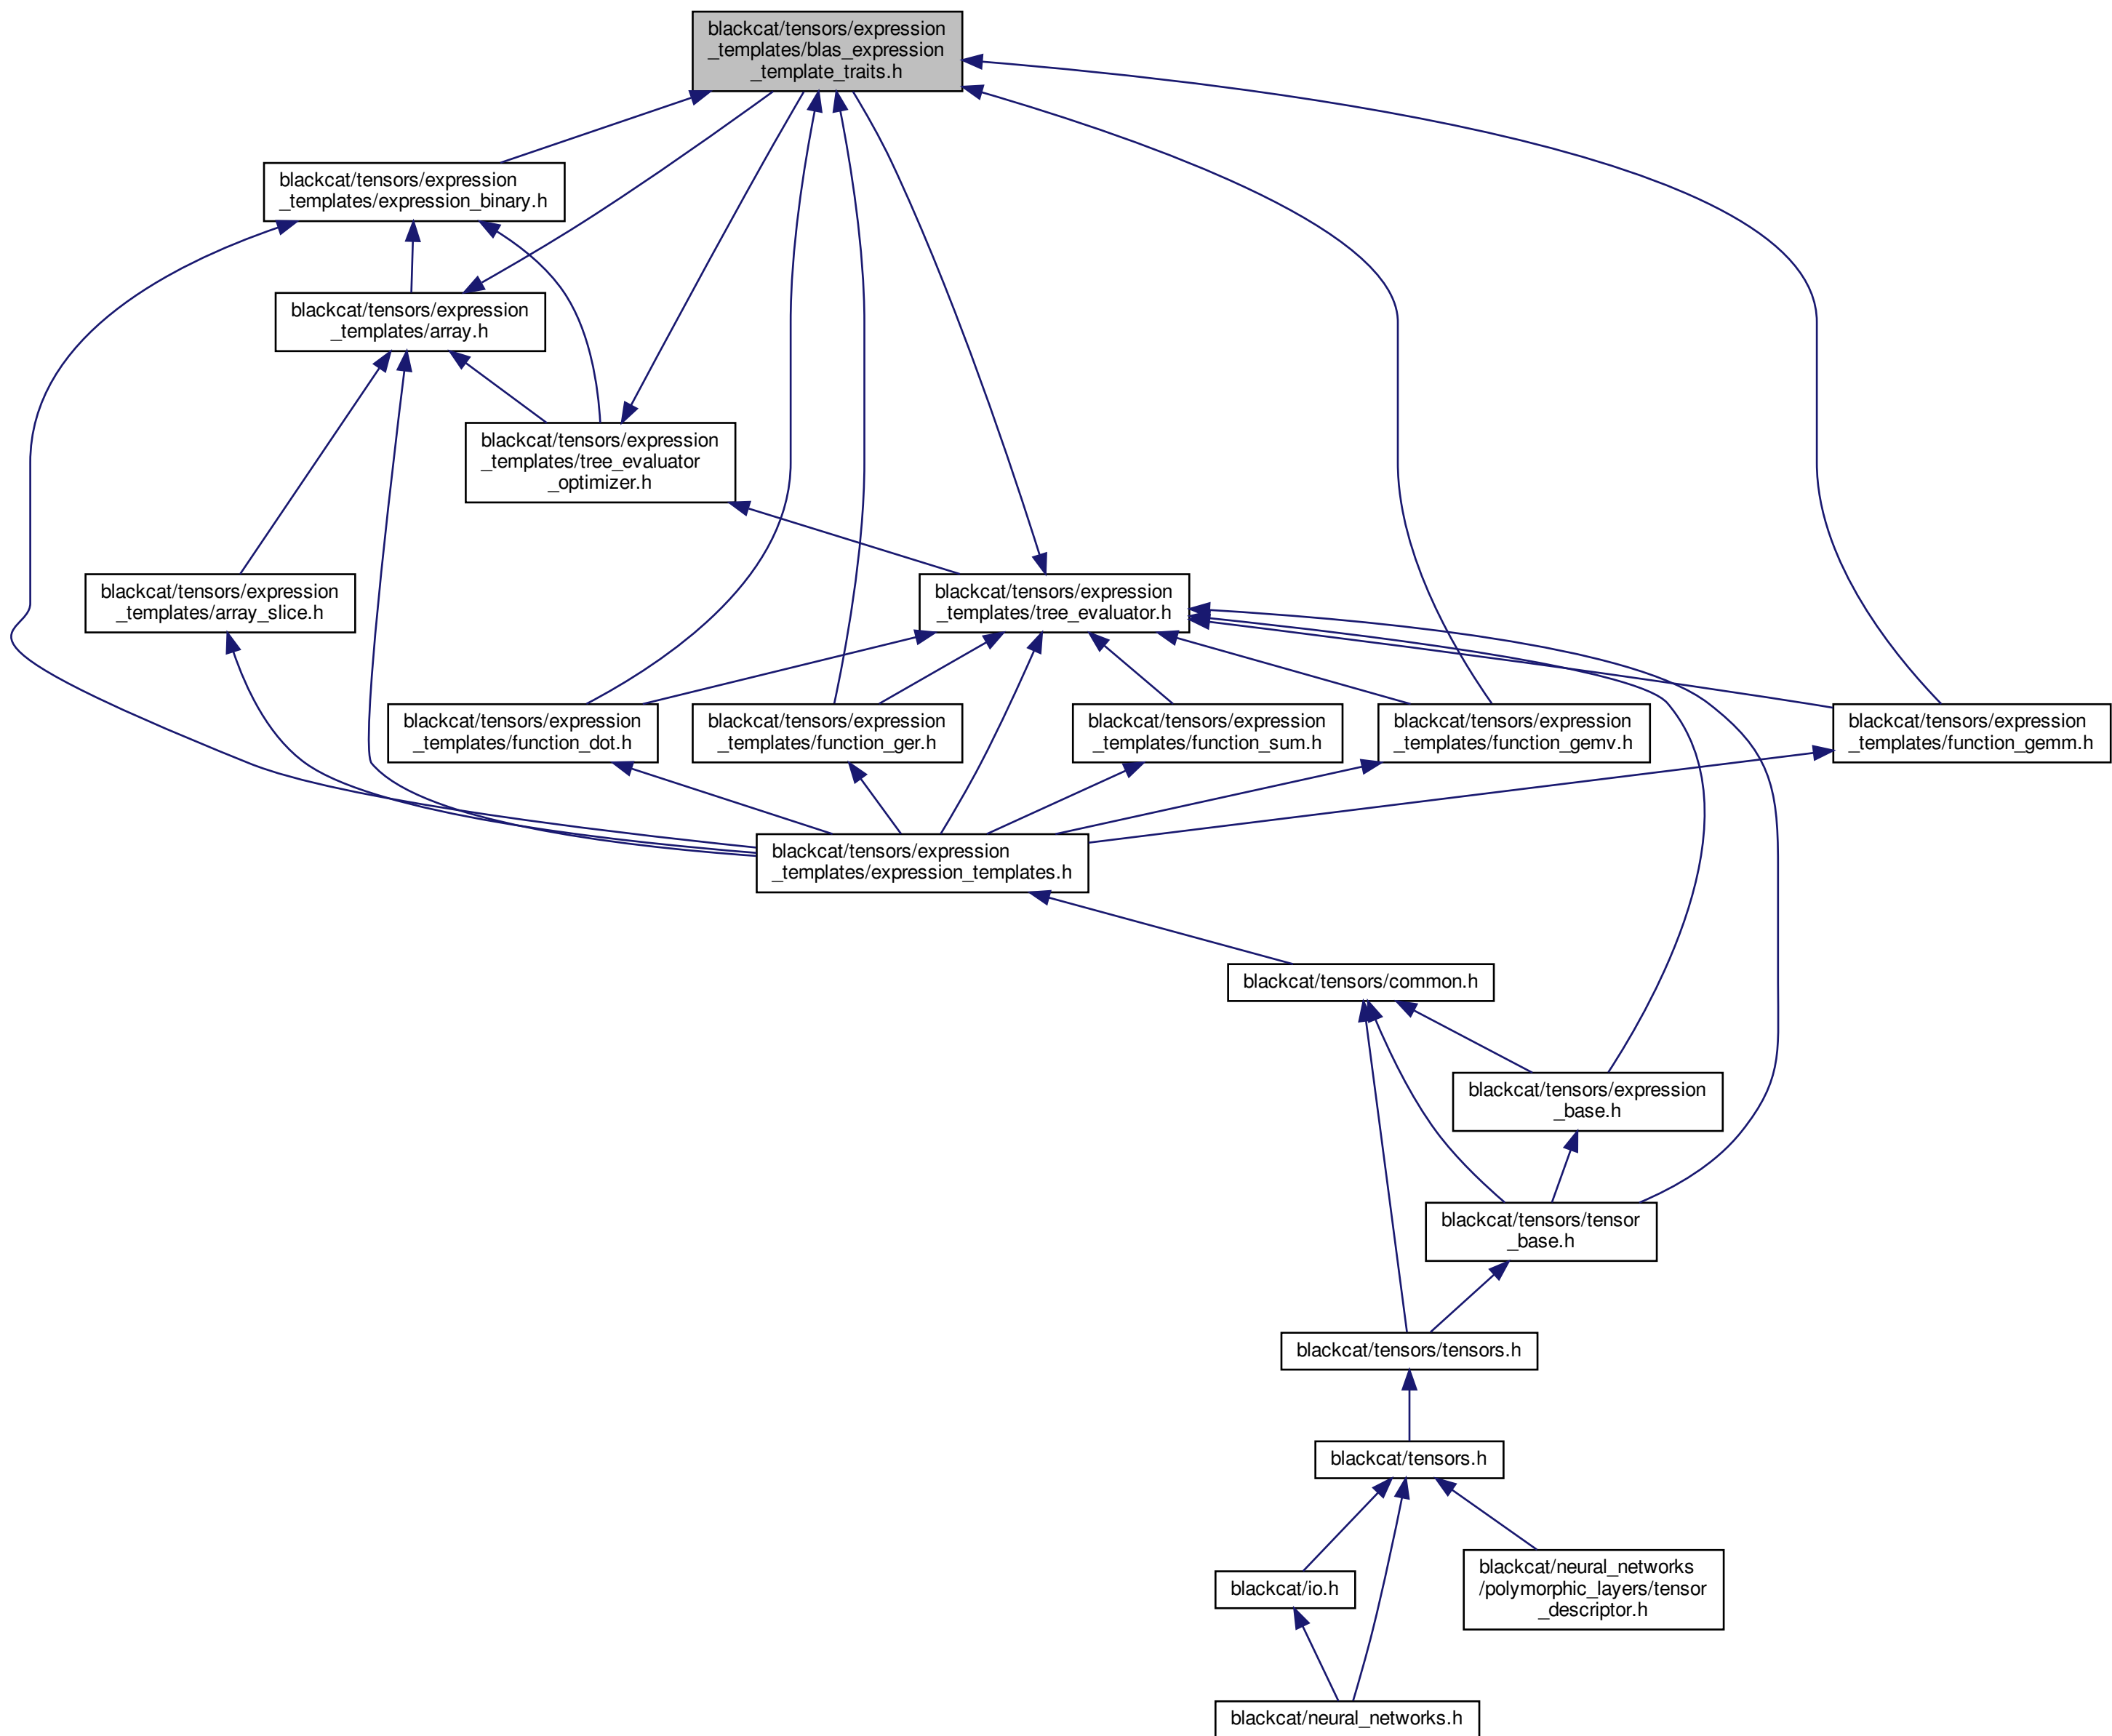 blackcat/tensors/expression
_templates/blas_expression
_template_traits.h
blackcat/tensors/expression
_templates/expression_binary.h
blackcat/tensors/expression
_templates/array.h
blackcat/tensors/expression
_templates/tree_evaluator
_optimizer.h
blackcat/tensors/expression
_templates/array_slice.h
blackcat/tensors/expression
_templates/tree_evaluator.h
blackcat/tensors/expression
_templates/function_dot.h
blackcat/tensors/expression
_templates/function_ger.h
blackcat/tensors/expression
_templates/function_sum.h
blackcat/tensors/expression
_templates/function_gemv.h
blackcat/tensors/expression
_templates/function_gemm.h
blackcat/tensors/expression
_templates/expression_templates.h
blackcat/tensors/common.h
blackcat/tensors/expression
_base.h
blackcat/tensors/tensor
_base.h
blackcat/tensors/tensors.h
blackcat/tensors.h
blackcat/io.h
blackcat/neural_networks
/polymorphic_layers/tensor
_descriptor.h
blackcat/neural_networks.h